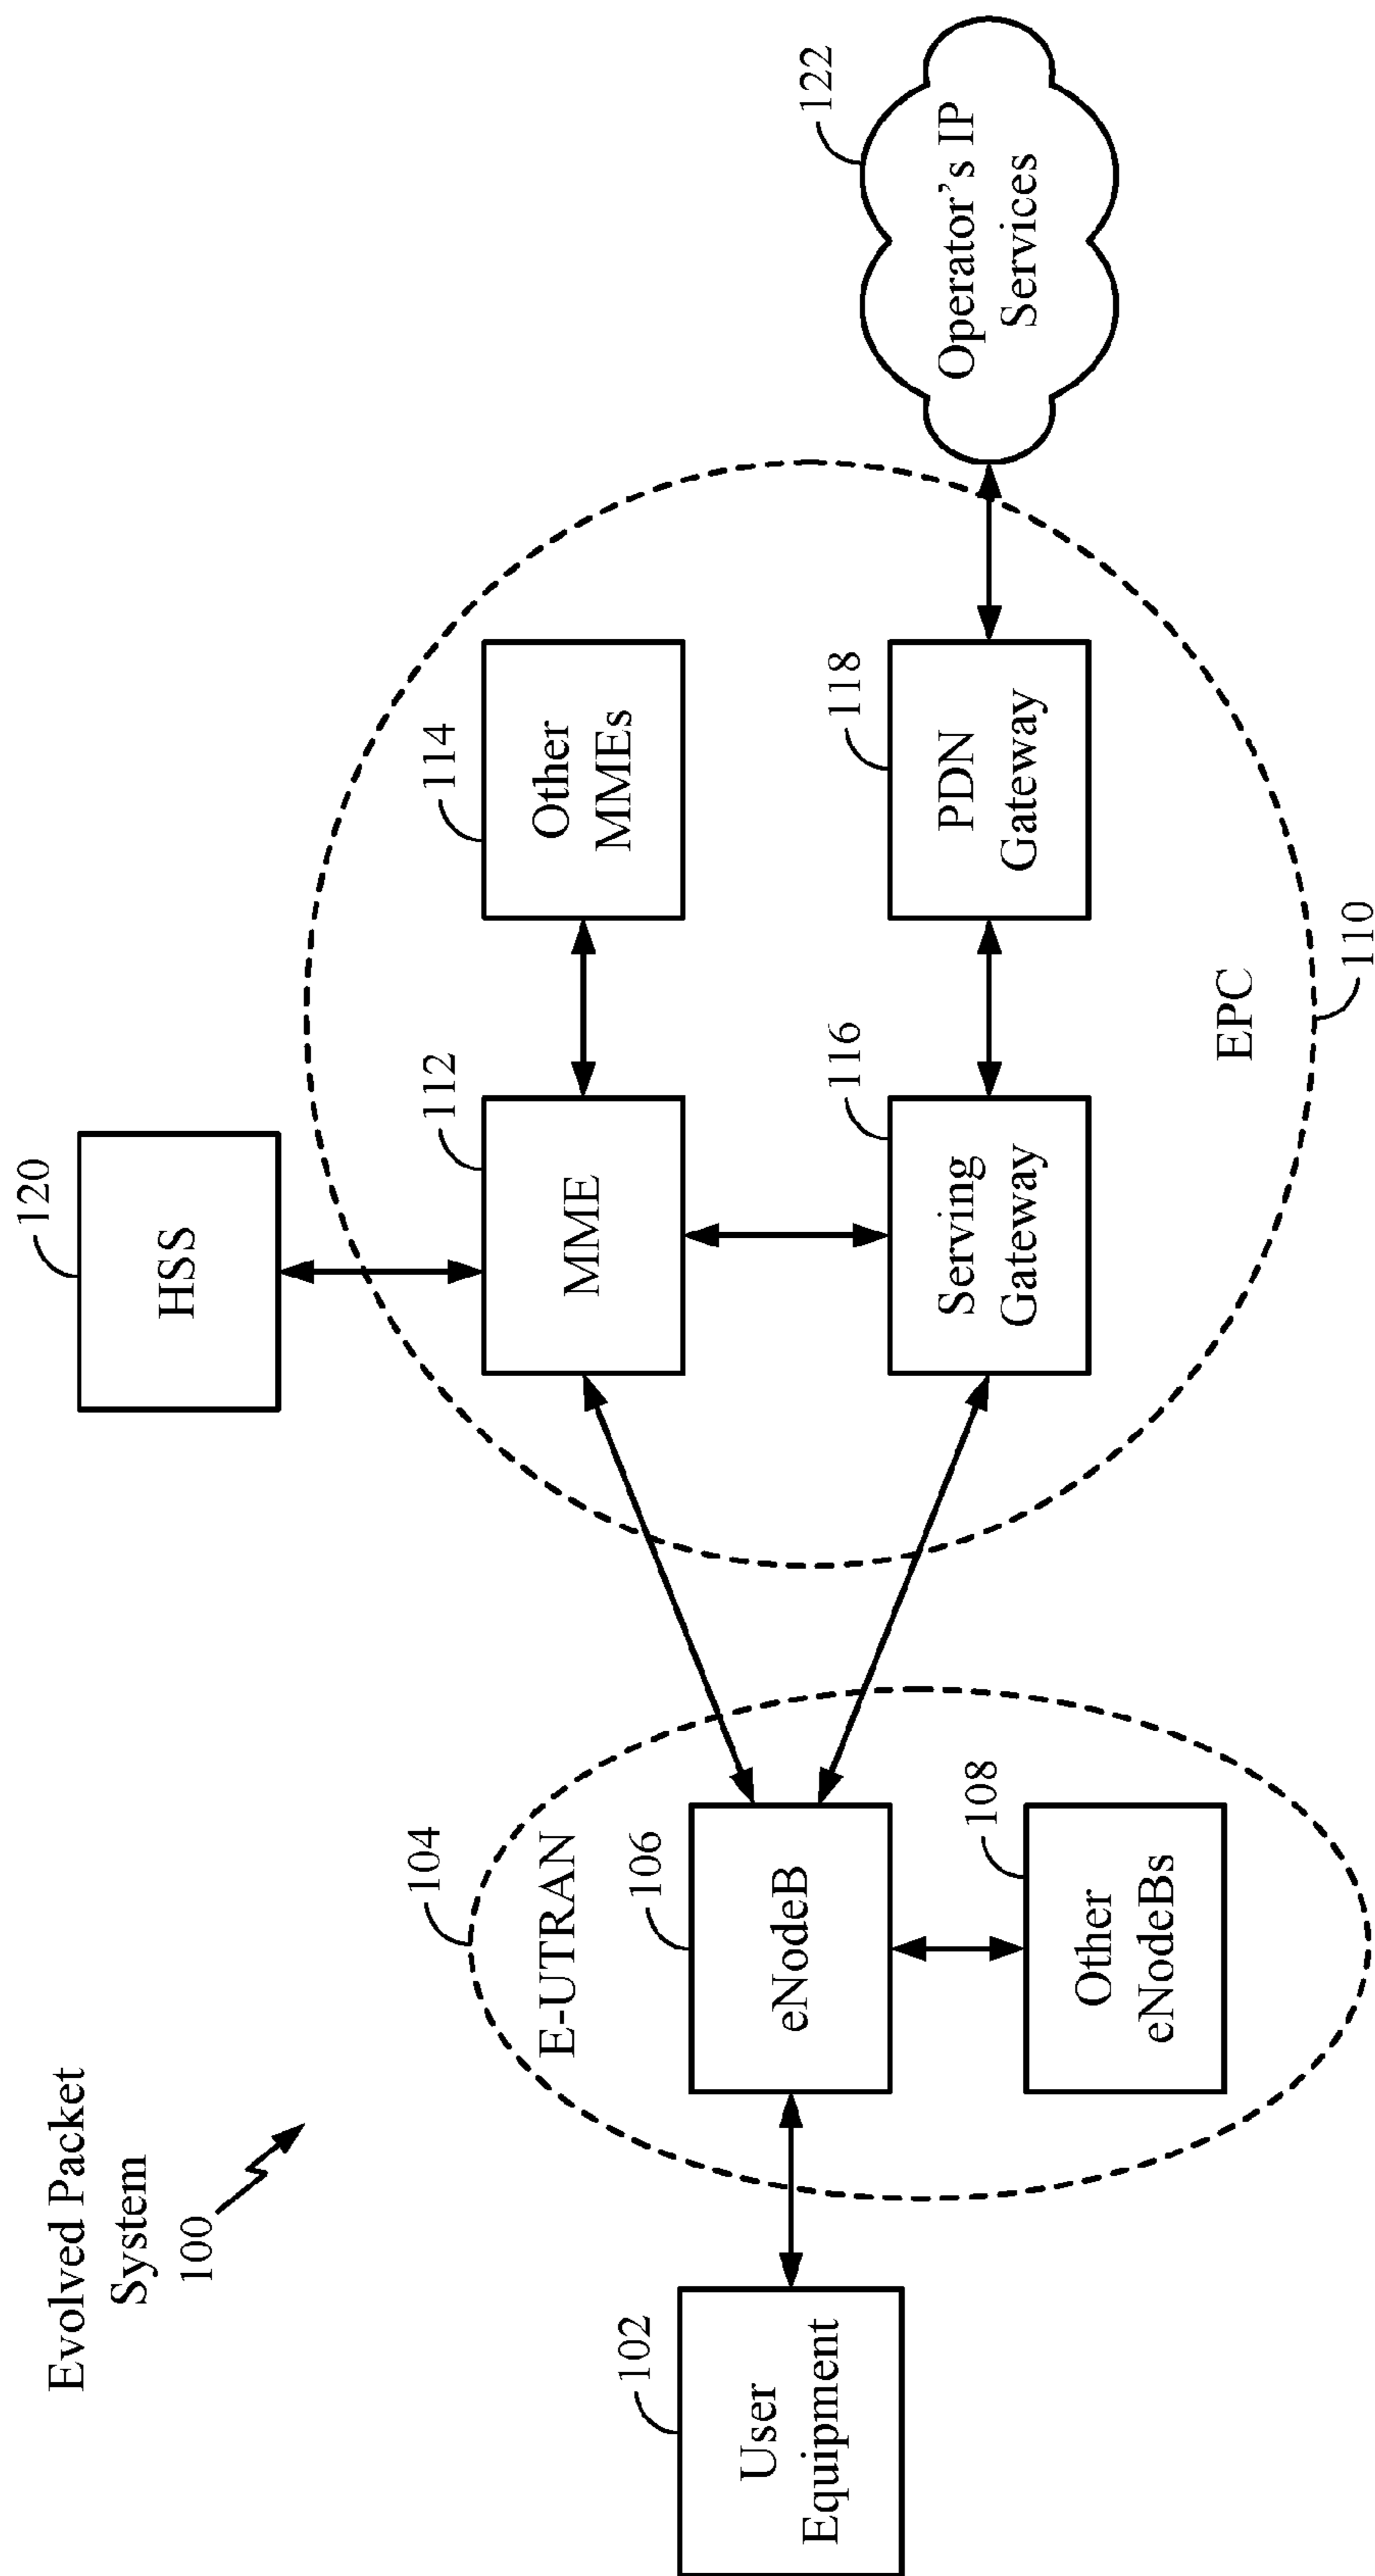 Evolved Packet
System
100
120
HSS
104
E-UTRAN
112
MME
114
Other
MMEs
102
User
Equipment
106
eNodeB
108
Other
eNodeBs
116
Serving
Gateway
118
PDN
Gateway
122
Operator's IP
Services
EPC
110